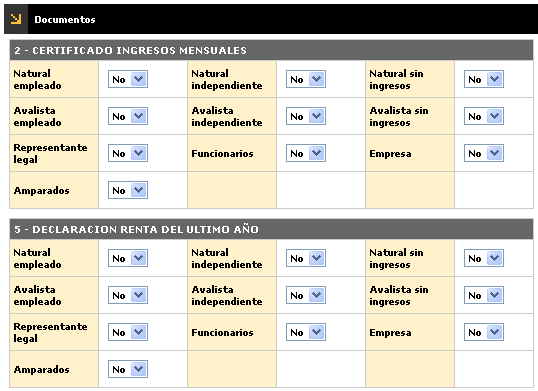 Documentos
2 - CERTIFICADO INGRESOS MENSUALES
Natural empleado No Natural independiente No Natural sin ingresos No
Avalista empleado No Avalista independiente No Avalista sin ingresos No
Representante legal No Funcionarios No Empresa No
Amparados No
5 - DECLARACION RENTA DEL ULTIMO AÑO
Natural empleado No Natural independiente No Natural sin ingresos No
Avalista empleado No Avalista independiente No Avalista sin ingresos No
Representante legal No Funcionarios No Empresa No
Amparados No